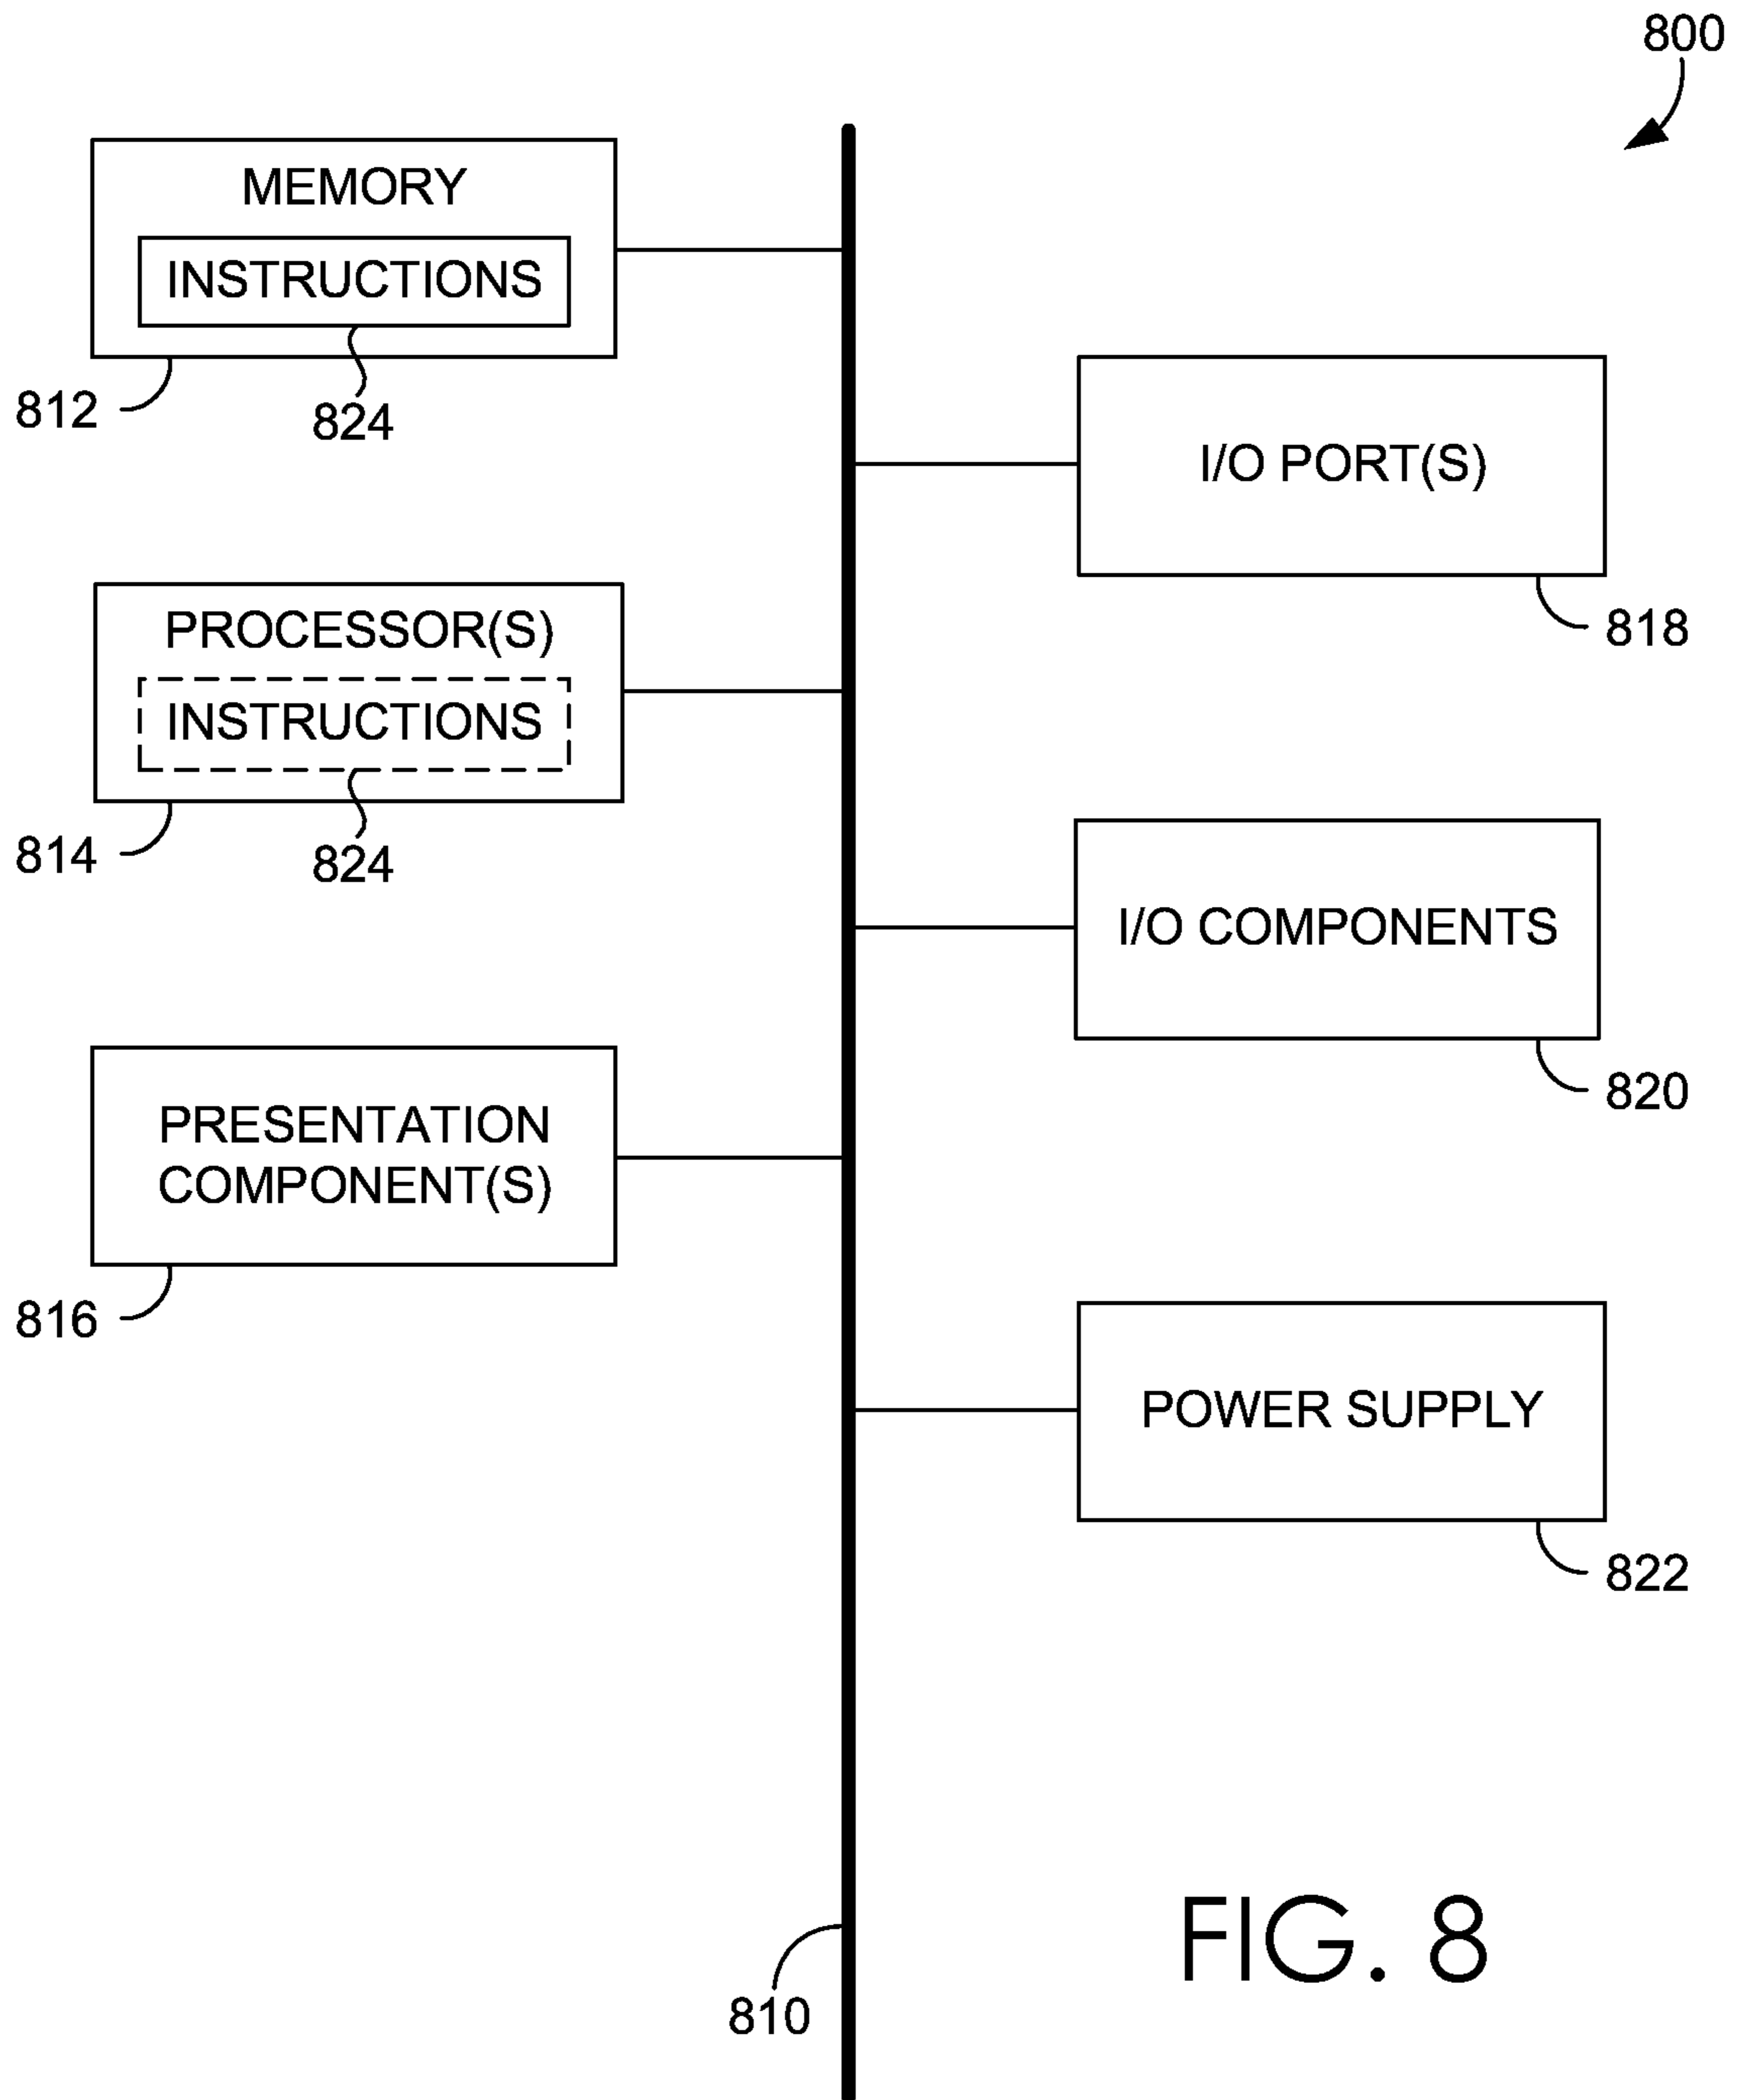 800
MEMORY
INSTRUCTIONS
812
824
I/O PORT(S)
818
PROCESSOR(S)
INSTRUCTIONS
814
824
I/O COMPONENTS
820
PRESENTATION
COMPONENT(S)
816
POWER SUPPLY
822
FIG. 8
810